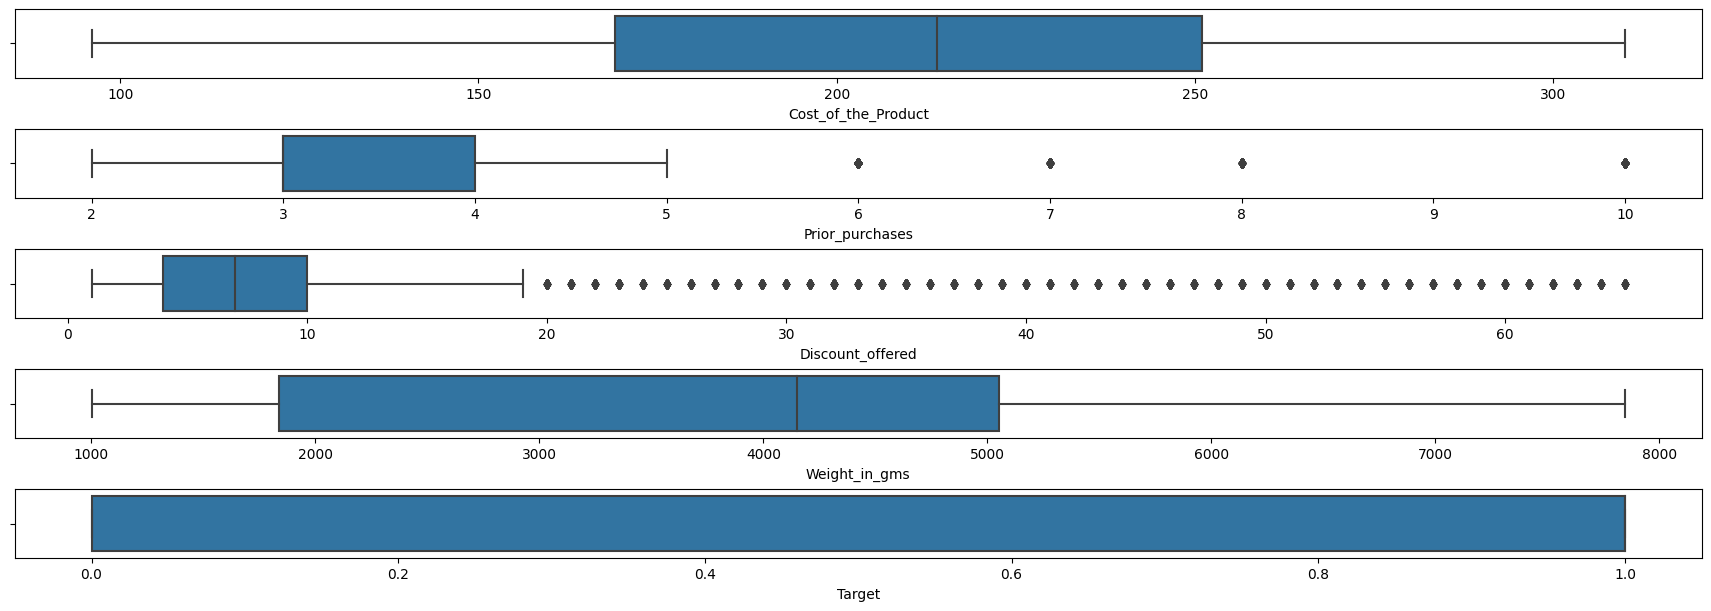 100 150 200 250 300
Cost_of_the_Product
2 3 4 5 6 7 8 9 10
Prior_purchases
0 10 20 30 40 50 60
Discount_offered
1000 2000 3000 4000 5000 6000 7000 8000
Weight_in_gms
0.0 0.2 0.4 0.6 0.8 1.0
Target